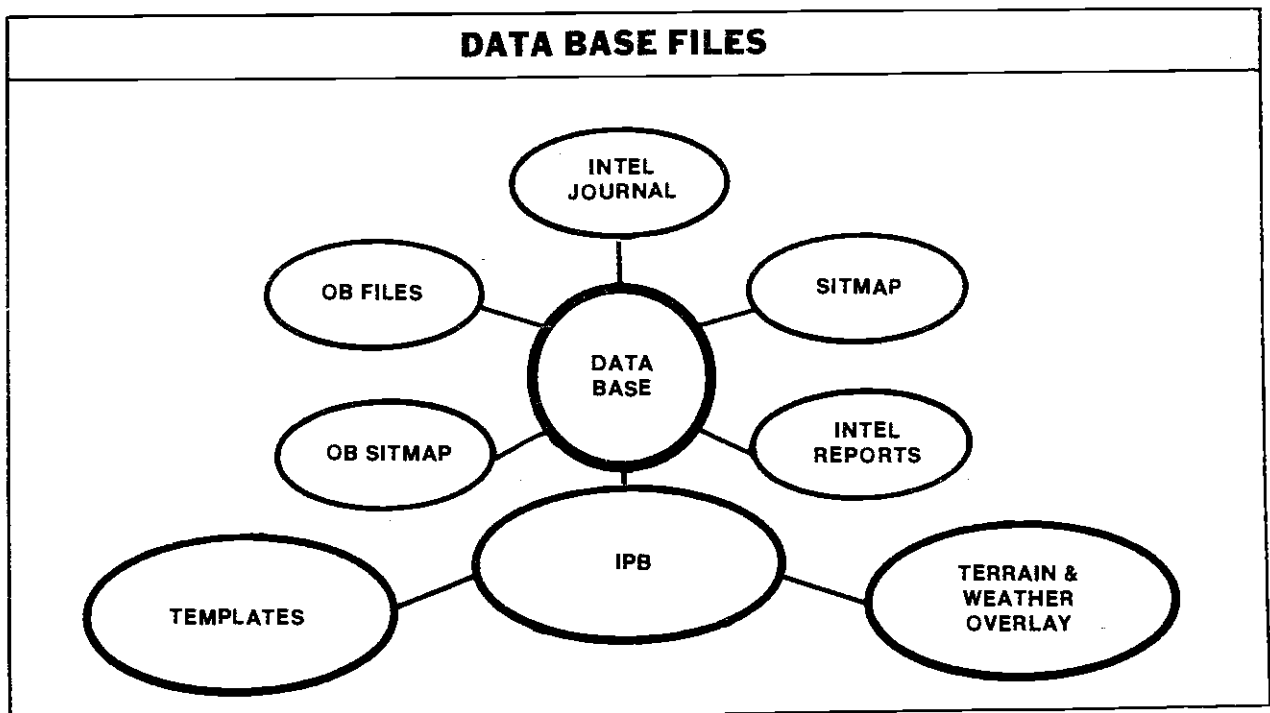 DATA BASE FILES
INTEL
JOURNAL
OB FILES
SITMAP
DATA
BASE
OB SITMAP
INTEL
REPORTS
IPB
TEMPLATES
TERRAIN &
WEATHER
OVERLAY